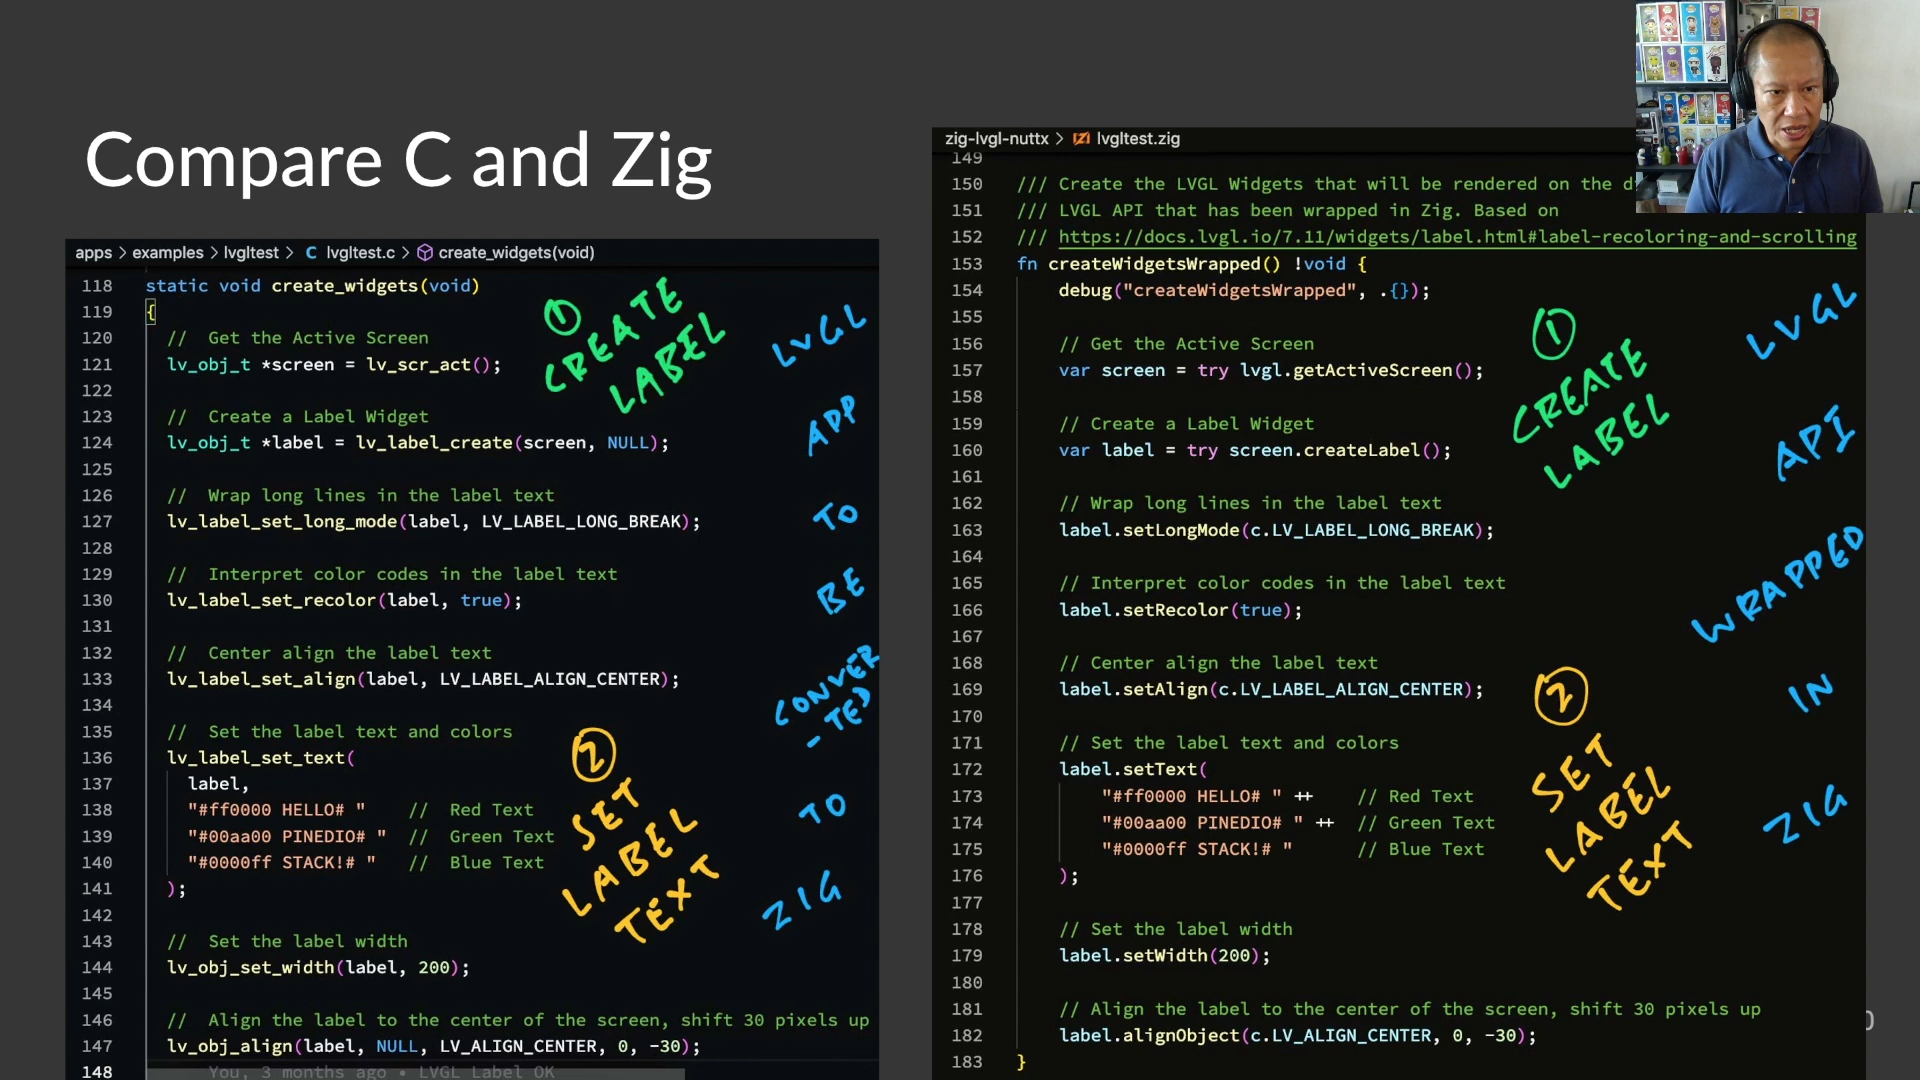 Compare C and Zig
apps > examples > lvgltest > C lvgltest.c > create_widgets(void)
118 static void create_widgets(void)
119 {
120 // Get the Active Screen
121 lv_obj_t *screen = lv_scr_act();
122
123 // Create a Label Widget
124 lv_obj_t *label = lv_label_create(screen, NULL);
125
126 // Wrap long lines in the label text
127 lv_label_set_long_mode(label, LV_LABEL_LONG_BREAK);
128
129 // Interpret color codes in the label text
130 lv_label_set_recolor(label, true);
131
132 // Center align the label text
133 lv_label_set_align(label, LV_LABEL_ALIGN_CENTER);
134
135 // Set the label text and colors
136 lv_label_set_text(
137 label,
138 "#ff0000 HELLO# " // Red Text
139 "#00aa00 PINEDIO# " // Green Text
140 "#0000ff STACK!# " // Blue Text
141 );
142
143 // Set the label width
144 lv_obj_set_width(label, 200);
145
146 // Align the label to the center of the screen, shift 30 pixels up
147 lv_obj_align(label, NULL, LV_ALIGN_CENTER, 0, -30);
148 You, 3 months ago • LVGL Label OK
1
CREATE
LABEL
2
SET
LABEL
TEXT
LVGL
APP
TO
BE
CONVER
-TED
TO
ZIG
zig-lvgl-nuttx > lvgltest.zig
149
150 /// Create the LVGL Widgets that will be rendered on the d
151 /// LVGL API that has been wrapped in Zig. Based on
152 /// https://docs.lvgl.io/7.11/widgets/label.html#label-recoloring-and-scrolling
153 fn createWidgetsWrapped() !void {
154 debug("createWidgetsWrapped", .{});
155
156 // Get the Active Screen
157 var screen = try lvgl.getActiveScreen();
158
159 // Create a Label Widget
160 var label = try screen.createLabel();
161
162 // Wrap long lines in the label text
163 label.setLongMode(c.LV_LABEL_LONG_BREAK);
164
165 // Interpret color codes in the label text
166 label.setRecolor(true);
167
168 // Center align the label text
169 label.setAlign(c.LV_LABEL_ALIGN_CENTER);
170
171 // Set the label text and colors
172 label.setText(
173 "#ff0000 HELLO# " ++ // Red Text
174 "#00aa00 PINEDIO# " ++ // Green Text
175 "#0000ff STACK!# " // Blue Text
176 );
177
178 // Set the label width
179 label.setWidth(200);
180
181 // Align the label to the center of the screen, shift 30 pixels up
182 label.alignObject(c.LV_ALIGN_CENTER, 0, -30);
183 }
1
CREATE
LABEL
2
SET
LABEL
TEXT
LVGL
API
WRAPPED
IN
ZIG